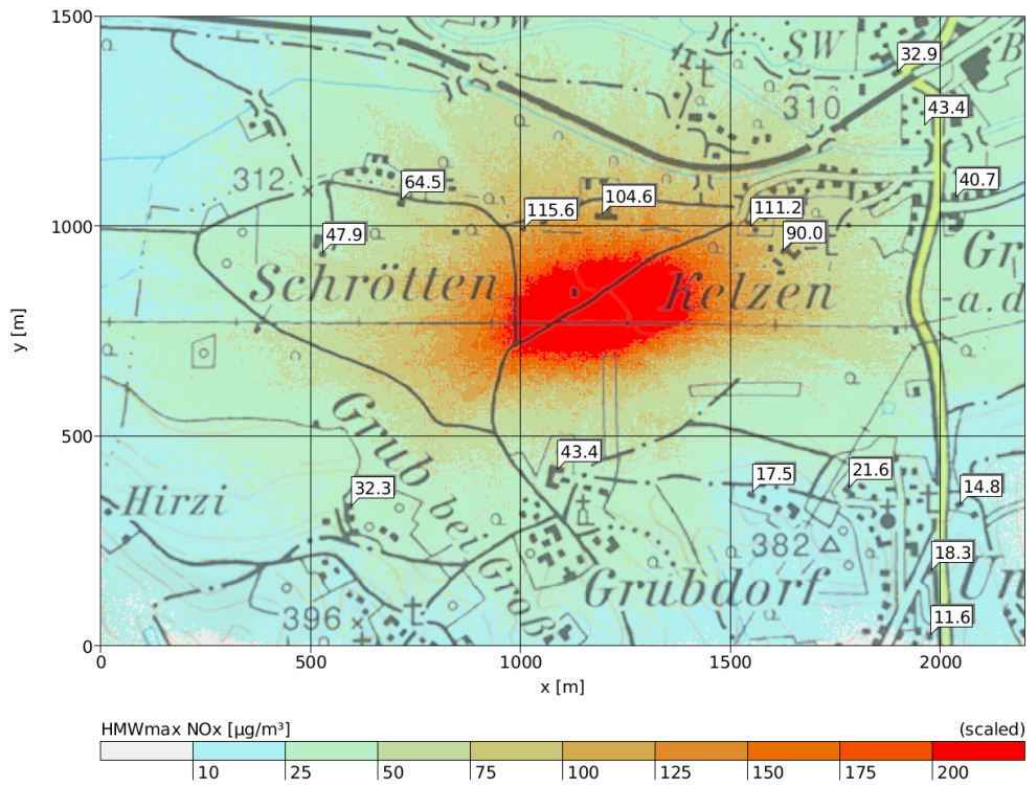 1500
1000
500
0
y [m]
SW
B
32.9
310
43.4
312
64.5
104.6
40.7
115.6
111.2
47.9
90.0
Gr
Schrötten
Kelzen
-a.d
Grub
bei
Groß
43.4
17.5
21.6
14.8
Hirzi
32.3
382
18.3
Grubdorf
Un
396
11.6
0 500 1000 1500 2000
x [m]
HMWmax NOx [µg/m³] (scaled)
10 25 50 75 100 125 150 175 200